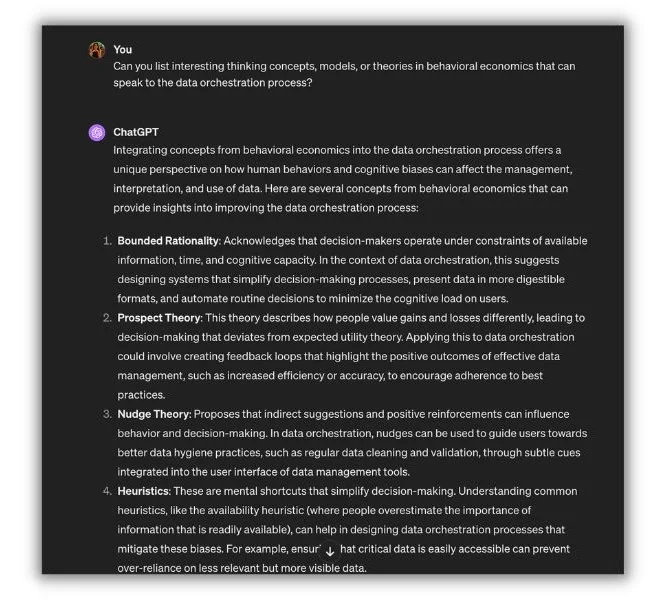 You
Can you list interesting thinking concepts, models, or theories in behavioral economics that can
speak to the data orchestration process?
ChatGPT
Integrating concepts from behavioral economics into the data orchestration process offers a
unique perspective on how human behaviors and cognitive biases can affect the management,
interpretation, and use of data. Here are several concepts from behavioral economics that can
provide insights into improving the data orchestration process:
1. Bounded Rationality: Acknowledges that decision-makers operate under constraints of available
information, time, and cognitive capacity. In the context of data orchestration, this suggests
designing systems that simplify decision-making processes, present data in more digestible
formats, and automate routine decisions to minimize the cognitive load on users.
2. Prospect Theory: This theory describes how people value gains and losses differently, leading to
decision-making that deviates from expected utility theory. Applying this to data orchestration
could involve creating feedback loops that highlight the positive outcomes of effective data
management, such as increased efficiency or accuracy, to encourage adherence to best
practices.
3. Nudge Theory: Proposes that indirect suggestions and positive reinforcements can influence
behavior and decision-making. In data orchestration, nudges can be used to guide users towards
better data hygiene practices, such as regular data cleaning and validation, through subtle cues
integrated into the user interface of data management tools.
4. Heuristics: These are mental shortcuts that simplify decision-making. Understanding common
heuristics, like the availability heuristic (where people overestimate the importance of
information that is readily available), can help in designing data orchestration processes that
mitigate these biases. For example, ensur hat critical data is easily accessible can prevent
over-reliance on less relevant but more visible data.